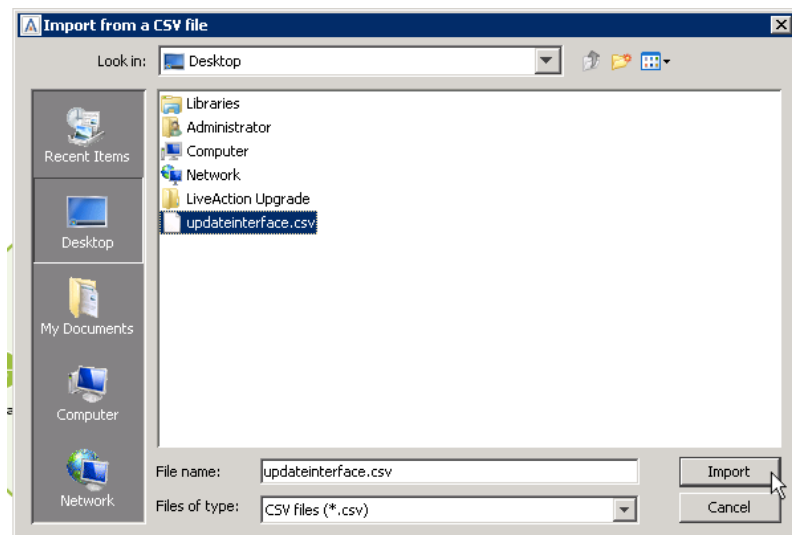 Import from a CSV file
Look in:
Desktop
Recent Items
Desktop
My Documents
Computer
Network
Libraries
Administrator
Computer
Network
LiveAction Upgrade
updateinterface.csv
File name:
updateinterface.csv
Import
Files of type:
CSV files (*.csv)
Cancel